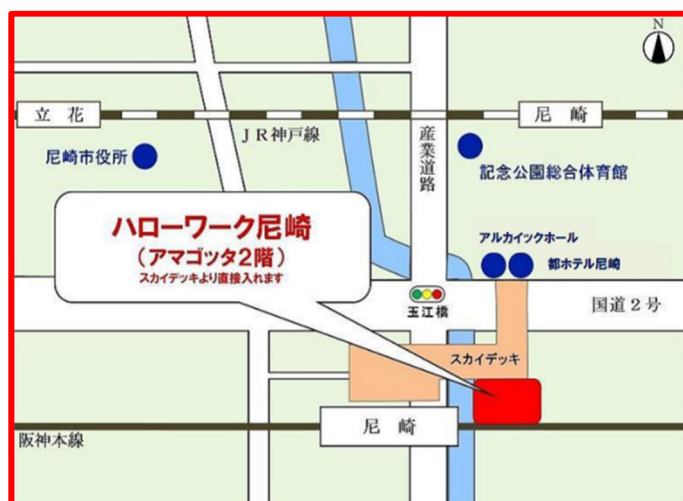 N
立花
尼崎
JR神戸線
尼崎市役所
産業道路
記念公園総合体育館
ハローワーク尼崎
（アマゴッタ2階）
スカイデッキより直接入れます
アルカイックホール
都ホテル尼崎
玉江橋
国道2号
スカイデッキ
尼崎
阪神本線